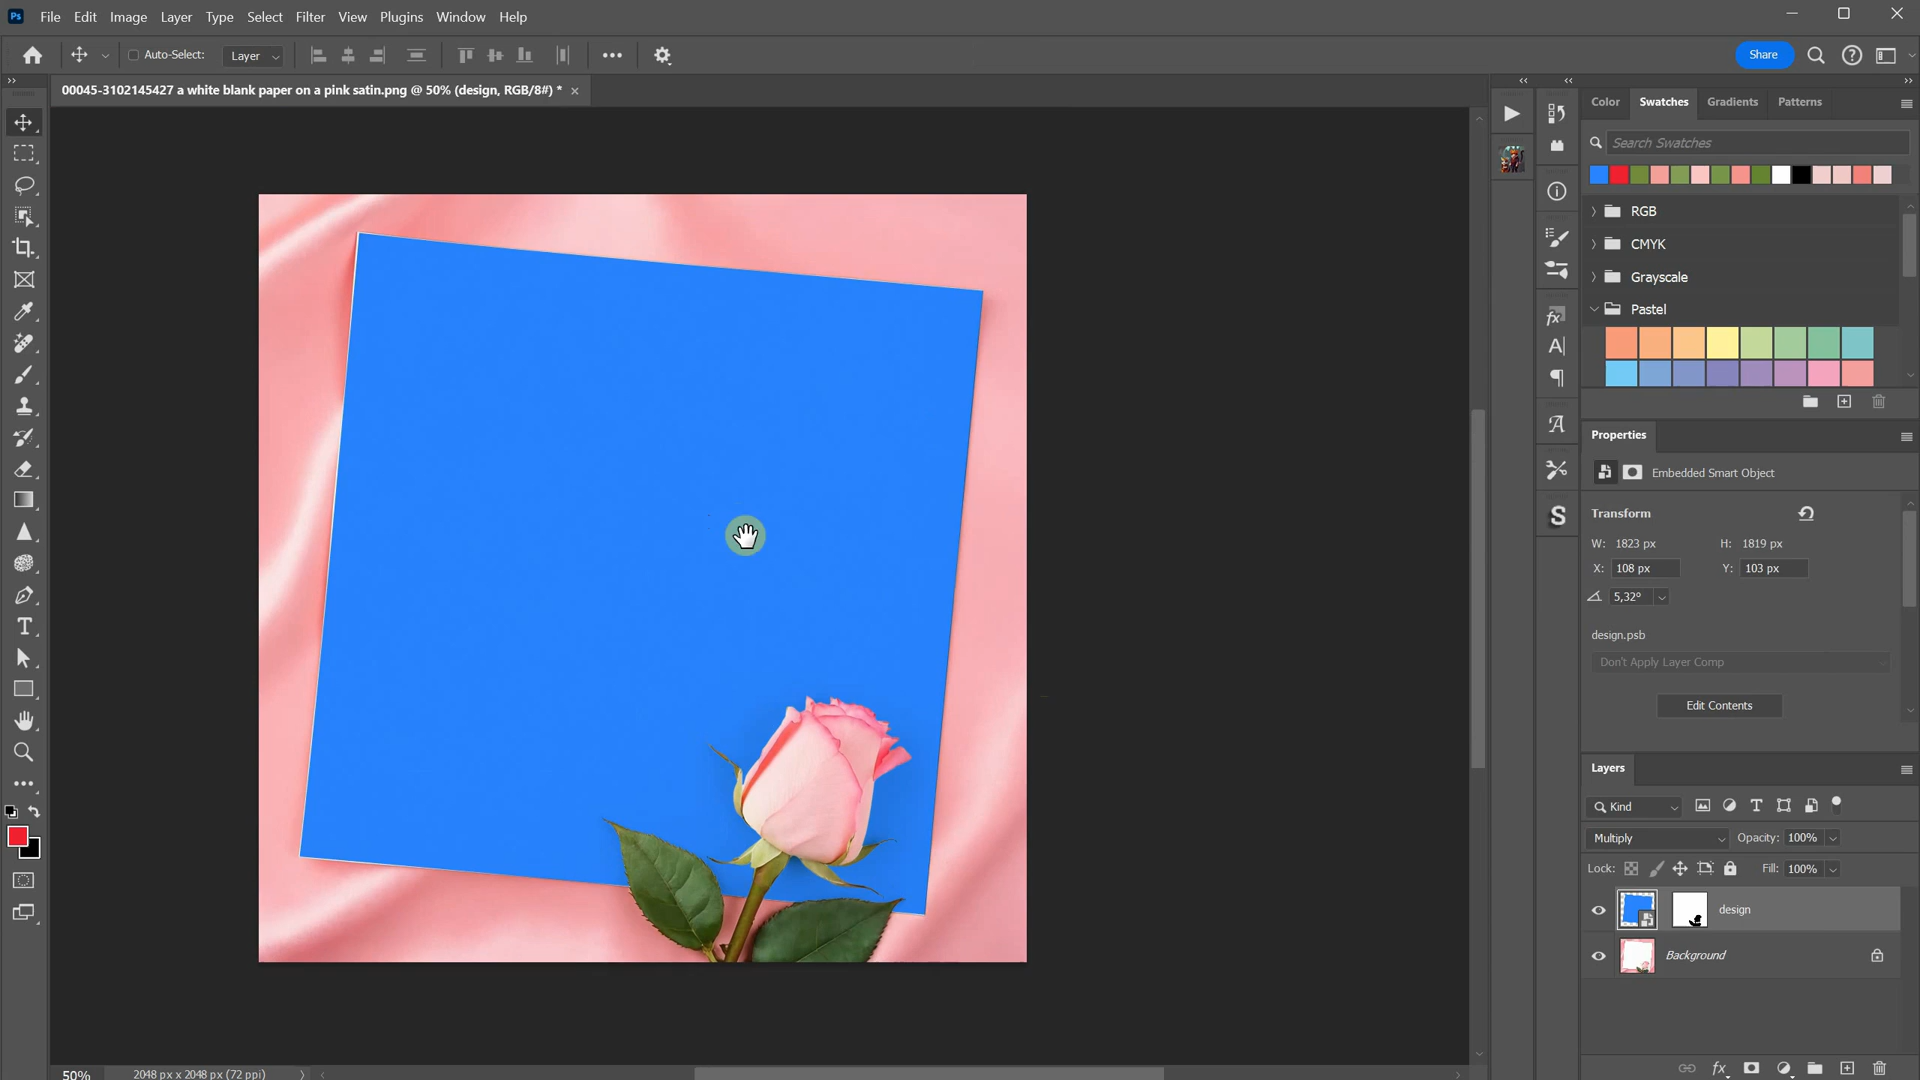 Ps File Edit Image Layer Type Select Filter View Plugins Window Help
Auto-Select: Layer Share
00045-3102145427 a white blank paper on a pink satin.png @ 50% (design, RGB/8#) *
Color Swatches Gradients Patterns
Search Swatches
RGB
CMYK
Grayscale
Pastel
Properties
Embedded Smart Object
Transform
W: 1823 px H: 1819 px
X: 108 px Y: 103 px
5,32°
design.psb
Don't Apply Layer Comp
Edit Contents
Layers
Kind
Multiply Opacity: 100%
Lock: Fill: 100%
design
Background
50% 2048 px x 2048 px (72 ppi)